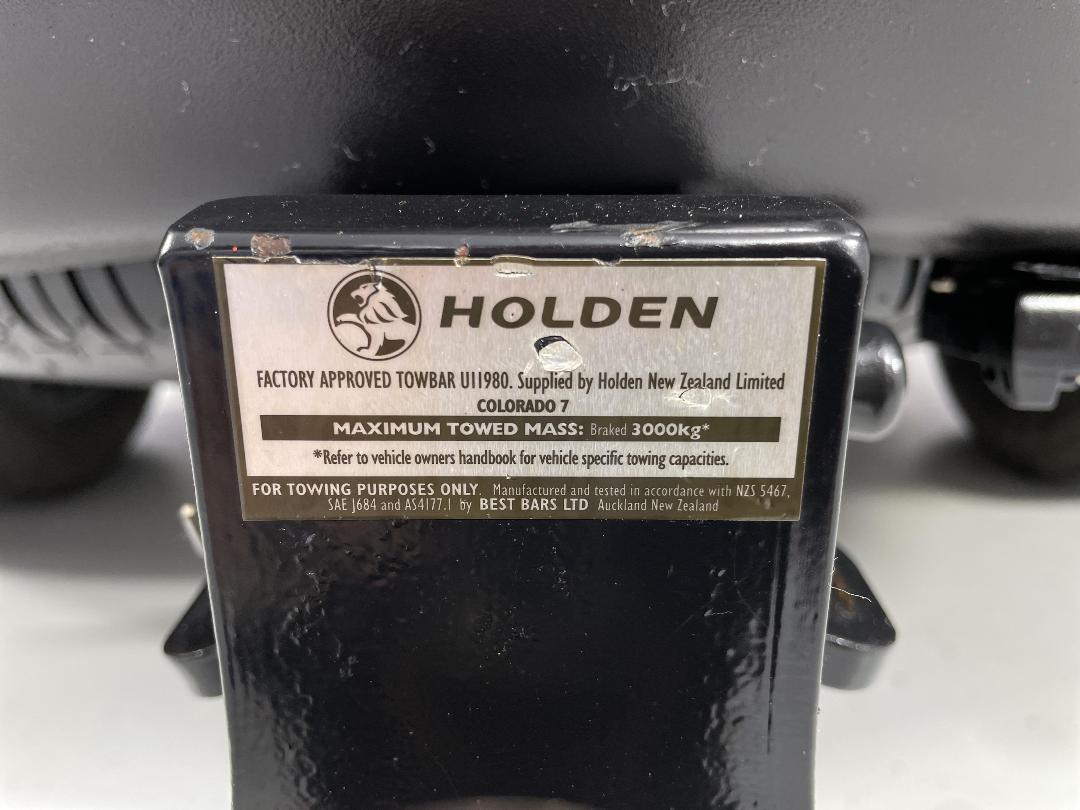 HOLDEN
FACTORY APPROVED TOWBAR U11980. Supplied by Holden New Zealand Limited
COLORADO 7
MAXIMUM TOWED MASS: Braked 3000kg*
*Refer to vehicle owners handbook for vehicle specific towing capacities.
FOR TOWING PURPOSES ONLY. Manufactured and tested in accordance with NZS 5467,
SAE J684 and AS4177.1 by BEST BARS LTD Auckland New Zealand